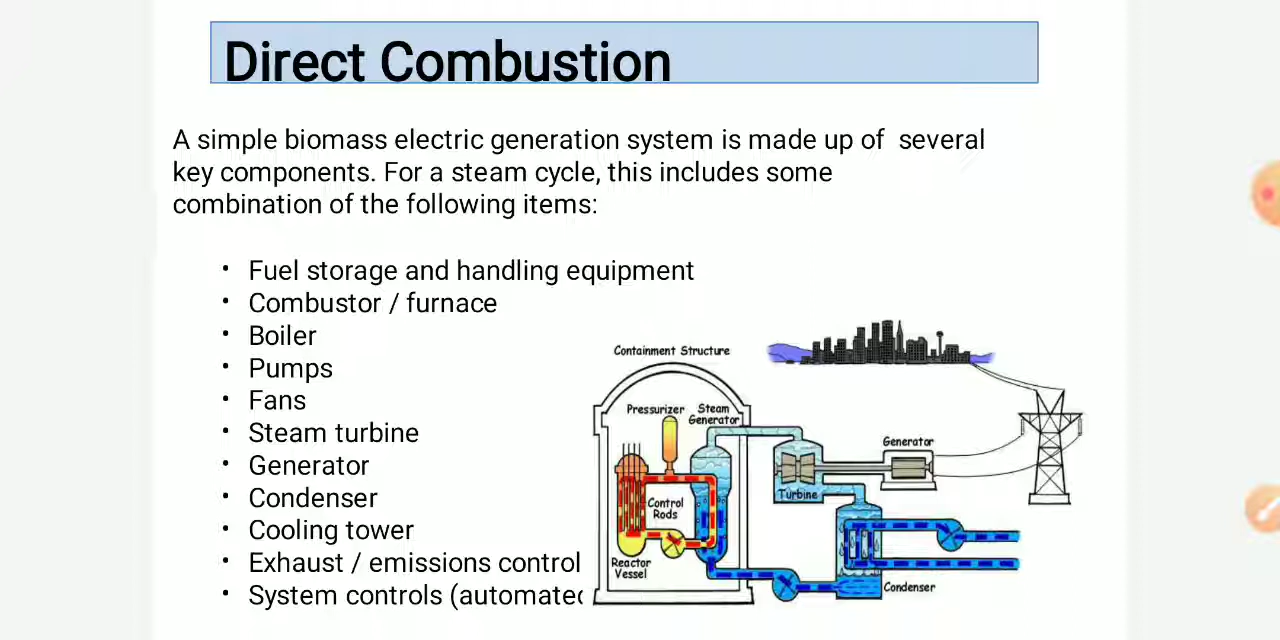 Direct Combustion
A simple biomass electric generation system is made up of several
key components. For a steam cycle, this includes some
combination of the following items:
• Fuel storage and handling equipment
• Combustor / furnace
• Boiler
• Pumps
• Fans
• Steam turbine
• Generator
• Condenser
• Cooling tower
• Exhaust / emissions control
• System controls
Containment Structure
Pressurizer
Steam
Generator
Control
Rods
Reactor
Vessel
Turbine
Generator
Condenser